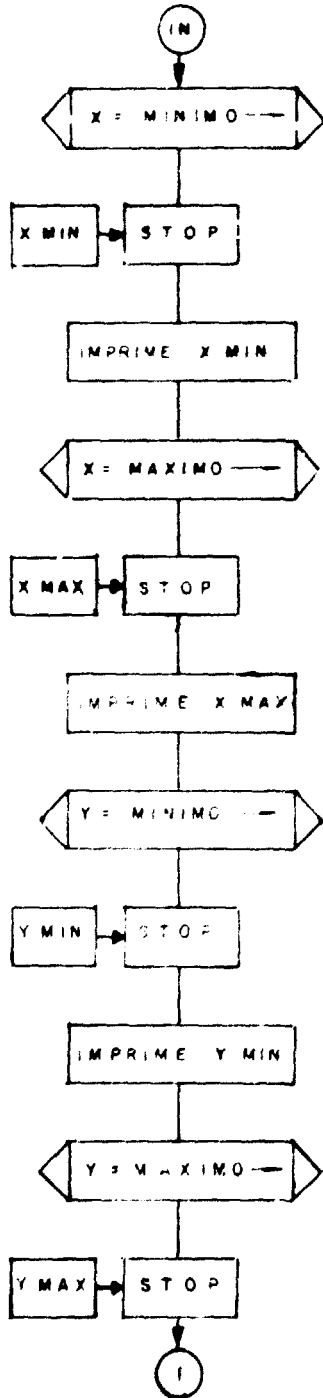 IN
X = MINIMO
X MIN STOP
IMPRIME X MIN
X = MAXIMO
X MAX STOP
IMPRIME X MAX
Y = MINIMO
Y MIN STOP
IMPRIME Y MIN
Y = MAXIMO
Y MAX STOP
1